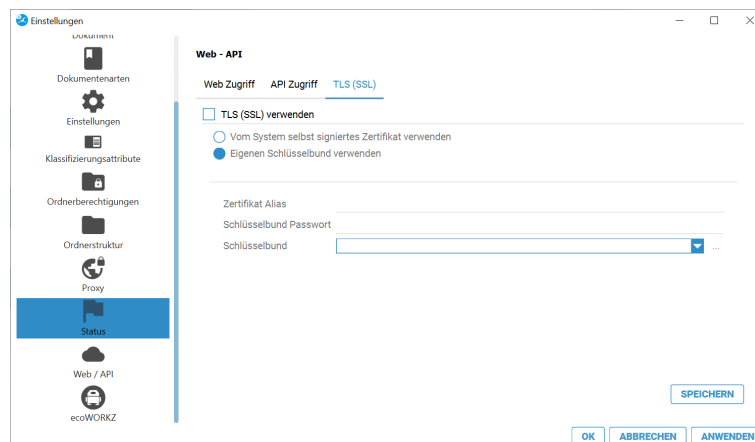 Einstellungen
Dokument
Dokumentenarten
Einstellungen
Klassifizierungsattribute
Ordnerberechtigungen
Ordnerstruktur
Proxy
Status
Web / API
ecoWORKZ
Web - API
Web Zugriff API Zugriff TLS (SSL)
TLS (SSL) verwenden
Vom System selbst signiertes Zertifikat verwenden
Eigenen Schlüsselbund verwenden
Zertifikat Alias
Schlüsselbund Passwort
Schlüsselbund ...
SPEICHERN
OK ABBRECHEN ANWENDEN